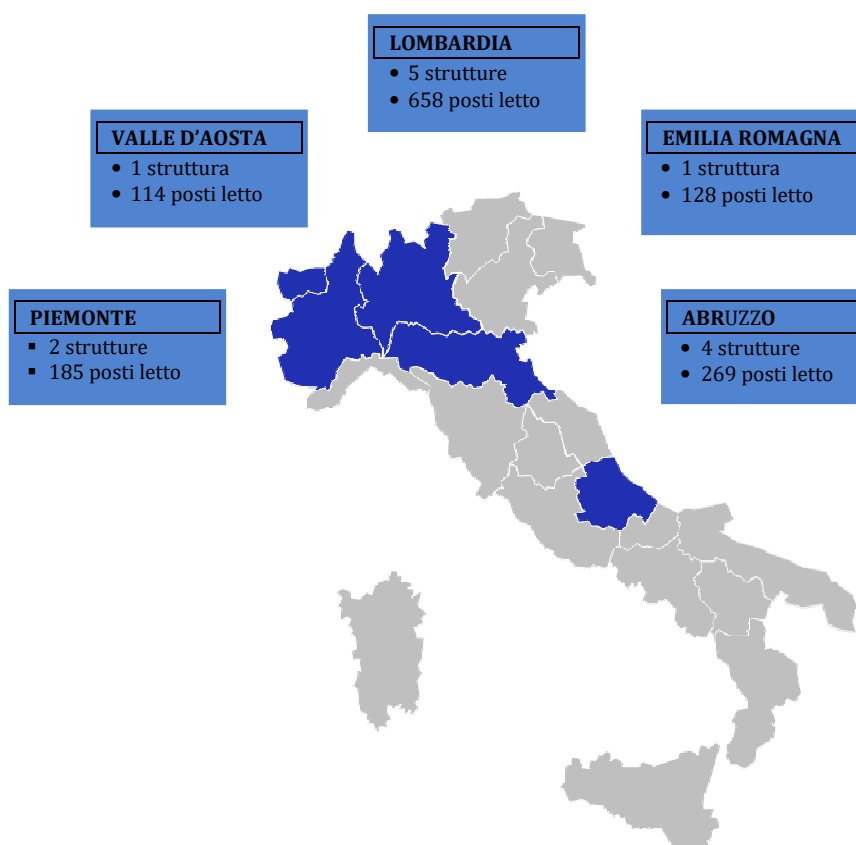 LOMBARDIA
• 5 strutture
• 658 posti letto
VALLE D’AOSTA
• 1 struttura
• 114 posti letto
EMILIA ROMAGNA
• 1 struttura
• 128 posti letto
PIEMONTE
▪ 2 strutture
▪ 185 posti letto
ABRUZZO
• 4 strutture
• 269 posti letto